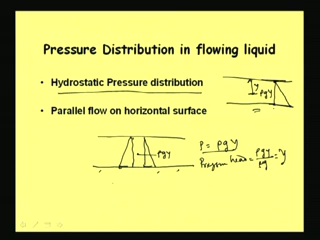 Pressure Distribution in flowing liquid
• Hydrostatic Pressure distribution
y
ρgy
• Parallel flow on horizontal surface
ρgy
P = ρgy
Pressure head = ρgy/ρg = y